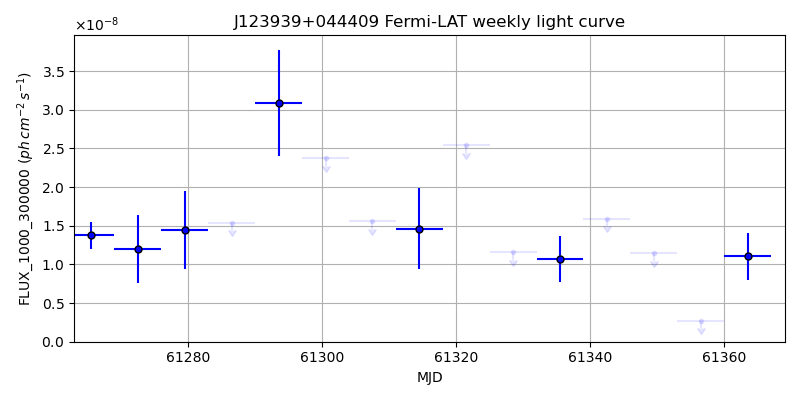 J123939+044409 Fermi-LAT weekly light curve
×10⁻⁸
FLUX_1000_300000 (ph cm⁻² s⁻¹)
3.5
3.0
2.5
2.0
1.5
1.0
0.5
0.0
61280 61300 61320 61340 61360
MJD